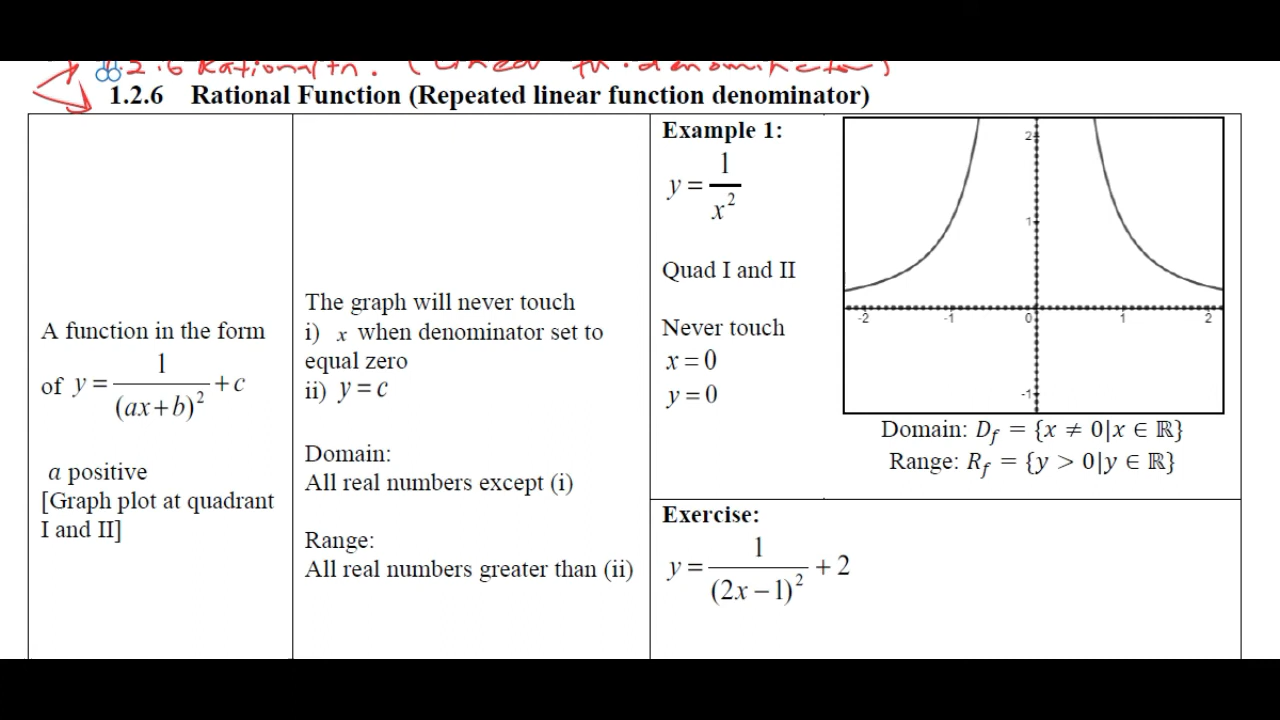 1.2.6 Rational Function (Repeated linear function denominator)
A function in the form
of y = 1/(ax+b)² + c
a positive
[Graph plot at quadrant
I and II]
The graph will never touch
i) x when denominator set to
equal zero
ii) y = c
Domain:
All real numbers except (i)
Range:
All real numbers greater than (ii)
Example 1:
y = 1/x²
Quad I and II
Never touch
x = 0
y = 0
2
1
-2 -1 0 1 2
-1
Domain: D_f = {x ≠ 0|x ∈ ℝ}
Range: R_f = {y > 0|y ∈ ℝ}
Exercise:
y = 1/(2x – 1)² + 2